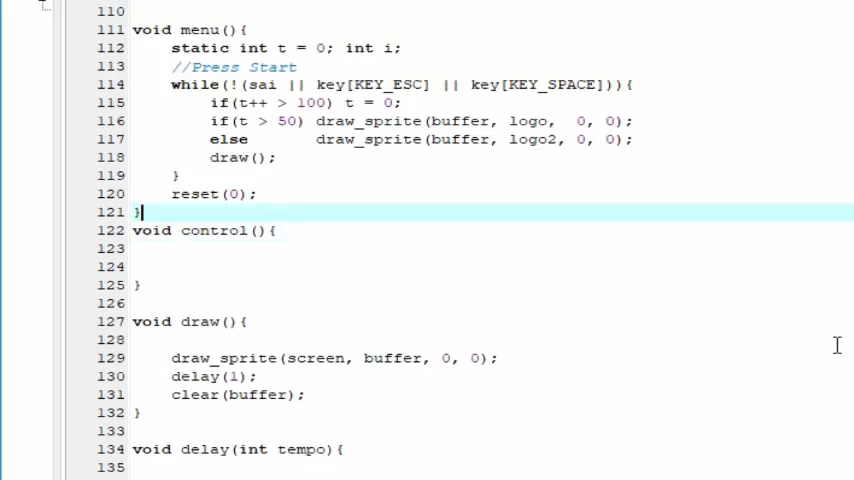 110
111 void menu(){
112     static int t = 0; int i;
113     //Press Start
114     while(!(sai || key[KEY_ESC] || key[KEY_SPACE])){
115         if(t++ > 100) t = 0;
116         if(t > 50) draw_sprite(buffer, logo,  0, 0);
117         else       draw_sprite(buffer, logo2, 0, 0);
118         draw();
119     }
120     reset(0);
121 }
122 void control(){
123
124
125 }
126
127 void draw(){
128
129     draw_sprite(screen, buffer, 0, 0);
130     delay(1);
131     clear(buffer);
132 }
133
134 void delay(int tempo){
135